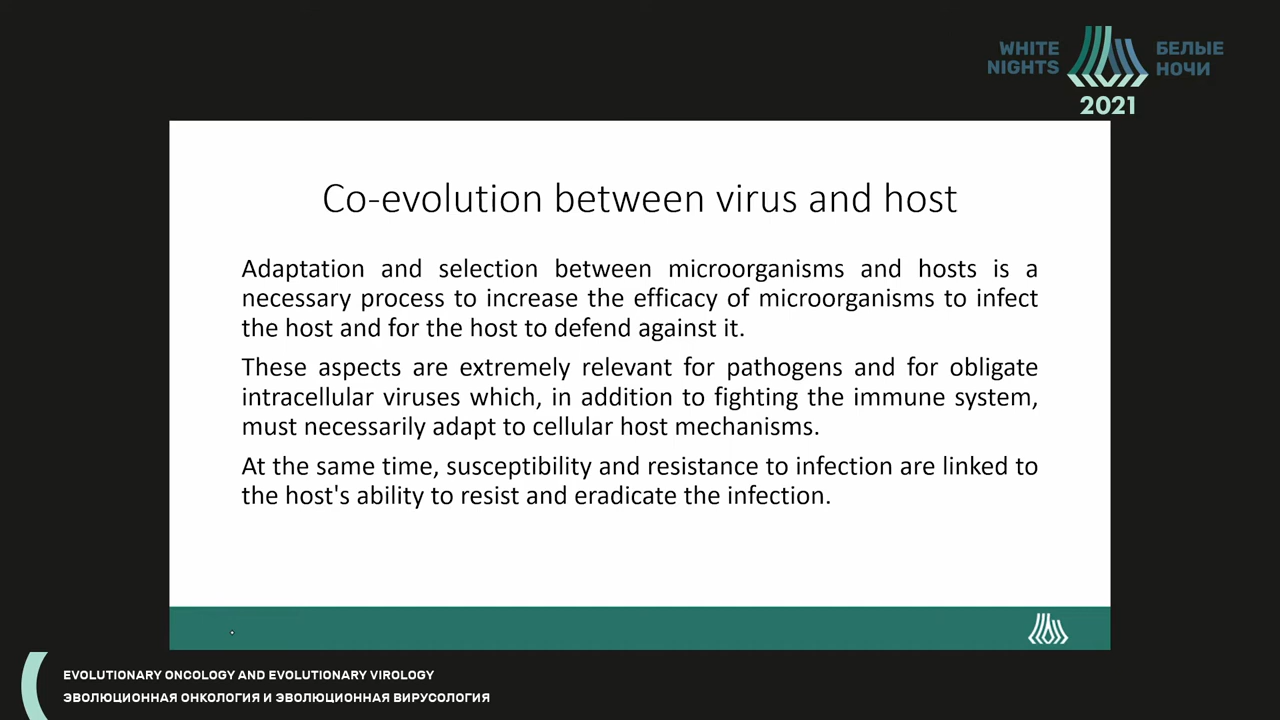 WHITE NIGHTS
БЕЛЫЕ НОЧИ
2021
Co-evolution between virus and host
Adaptation and selection between microorganisms and hosts is a
necessary process to increase the efficacy of microorganisms to infect
the host and for the host to defend against it.
These aspects are extremely relevant for pathogens and for obligate
intracellular viruses which, in addition to fighting the immune system,
must necessarily adapt to cellular host mechanisms.
At the same time, susceptibility and resistance to infection are linked to
the host's ability to resist and eradicate the infection.
EVOLUTIONARY ONCOLOGY AND EVOLUTIONARY VIROLOGY
ЭВОЛЮЦИОННАЯ ОНКОЛОГИЯ И ЭВОЛЮЦИОННАЯ ВИРУСОЛОГИЯ